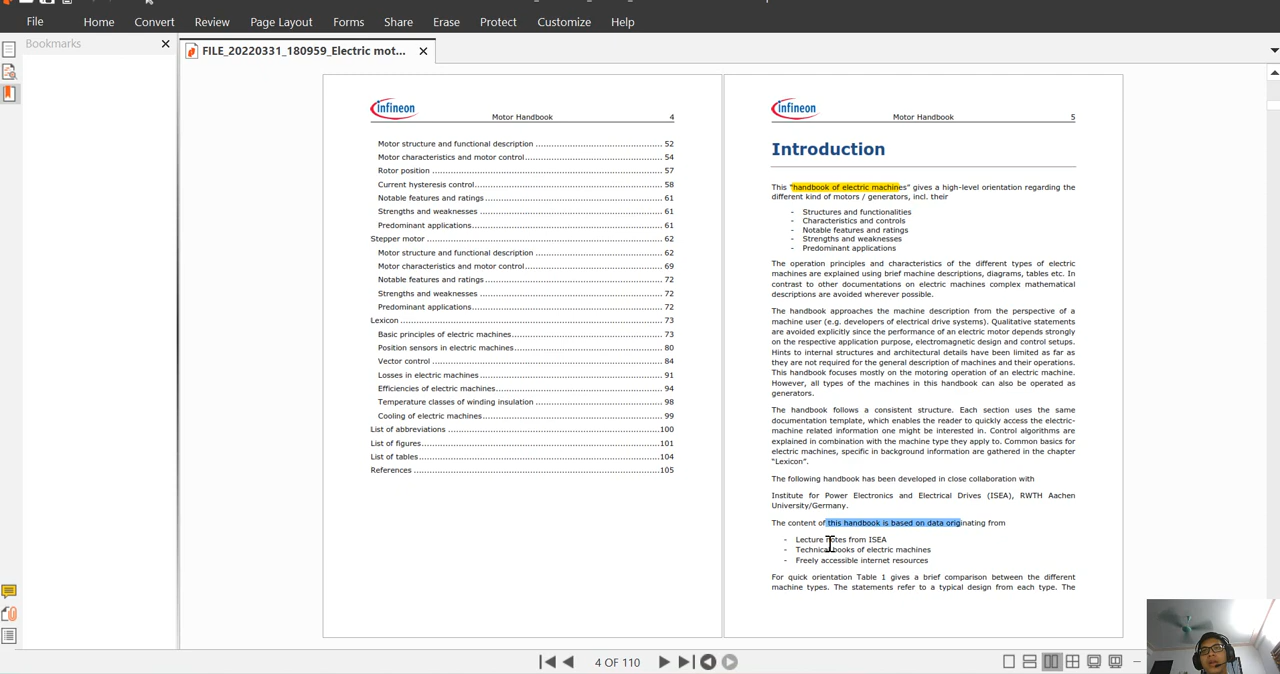 File Home Convert Review Page Layout Forms Share Erase Protect Customize Help
Bookmarks
FILE_20220331_180959_Electric mot...
infineon
Motor Handbook 4
Motor structure and functional description 52
Motor characteristics and motor control 54
Rotor position 57
Current hysteresis control 58
Notable features and ratings 61
Strengths and weaknesses 61
Predominant applications 61
Stepper motor 62
Motor structure and functional description 62
Motor characteristics and motor control 69
Notable features and ratings 72
Strengths and weaknesses 72
Predominant applications 72
Lexicon 73
Basic principles of electric machines 73
Position sensors in electric machines 80
Vector control 84
Losses in electric machines 91
Efficiencies of electric machines 94
Temperature classes of winding insulation 98
Cooling of electric machines 99
List of abbreviations 100
List of figures 101
List of tables 104
References 105
infineon
Motor Handbook 5
Introduction
This "handbook of electric machines" gives a high-level orientation regarding the
different kind of motors / generators, incl. their
- Structures and functionalities
- Characteristics and controls
- Notable features and ratings
- Strengths and weaknesses
- Predominant applications
The operation principles and characteristics of the different types of electric
machines are explained using brief machine descriptions, diagrams, tables etc. In
contrast to other documentations on electric machines complex mathematical
descriptions are avoided wherever possible.
The handbook approaches the machine description from the perspective of a
machine user (e.g. developers of electrical drive systems). Qualitative statements
are avoided explicitly since the performance of an electric motor depends strongly
on the respective application purpose, electromagnetic design and control setups.
Hints to internal structures and architectural details have been limited as far as
they are not required for the general description of machines and their operations.
This handbook focuses mostly on the motoring operation of an electric machine.
However, all types of the machines in this handbook can also be operated as
generators.
The handbook follows a consistent structure. Each section uses the same
documentation template, which enables the reader to quickly access the electric-
machine related information one might be interested in. Control algorithms are
explained in combination with the machine type they apply to. Common basics for
electric machines, specific in background information are gathered in the chapter
"Lexicon".
The following handbook has been developed in close collaboration with
Institute for Power Electronics and Electrical Drives (ISEA), RWTH Aachen
University/Germany.
The content of this handbook is based on data originating from
- Lecture notes from ISEA
- Technical books of electric machines
- Freely accessible internet resources
For quick orientation Table 1 gives a brief comparison between the different
machine types. The statements refer to a typical design from each type. The
4 OF 110